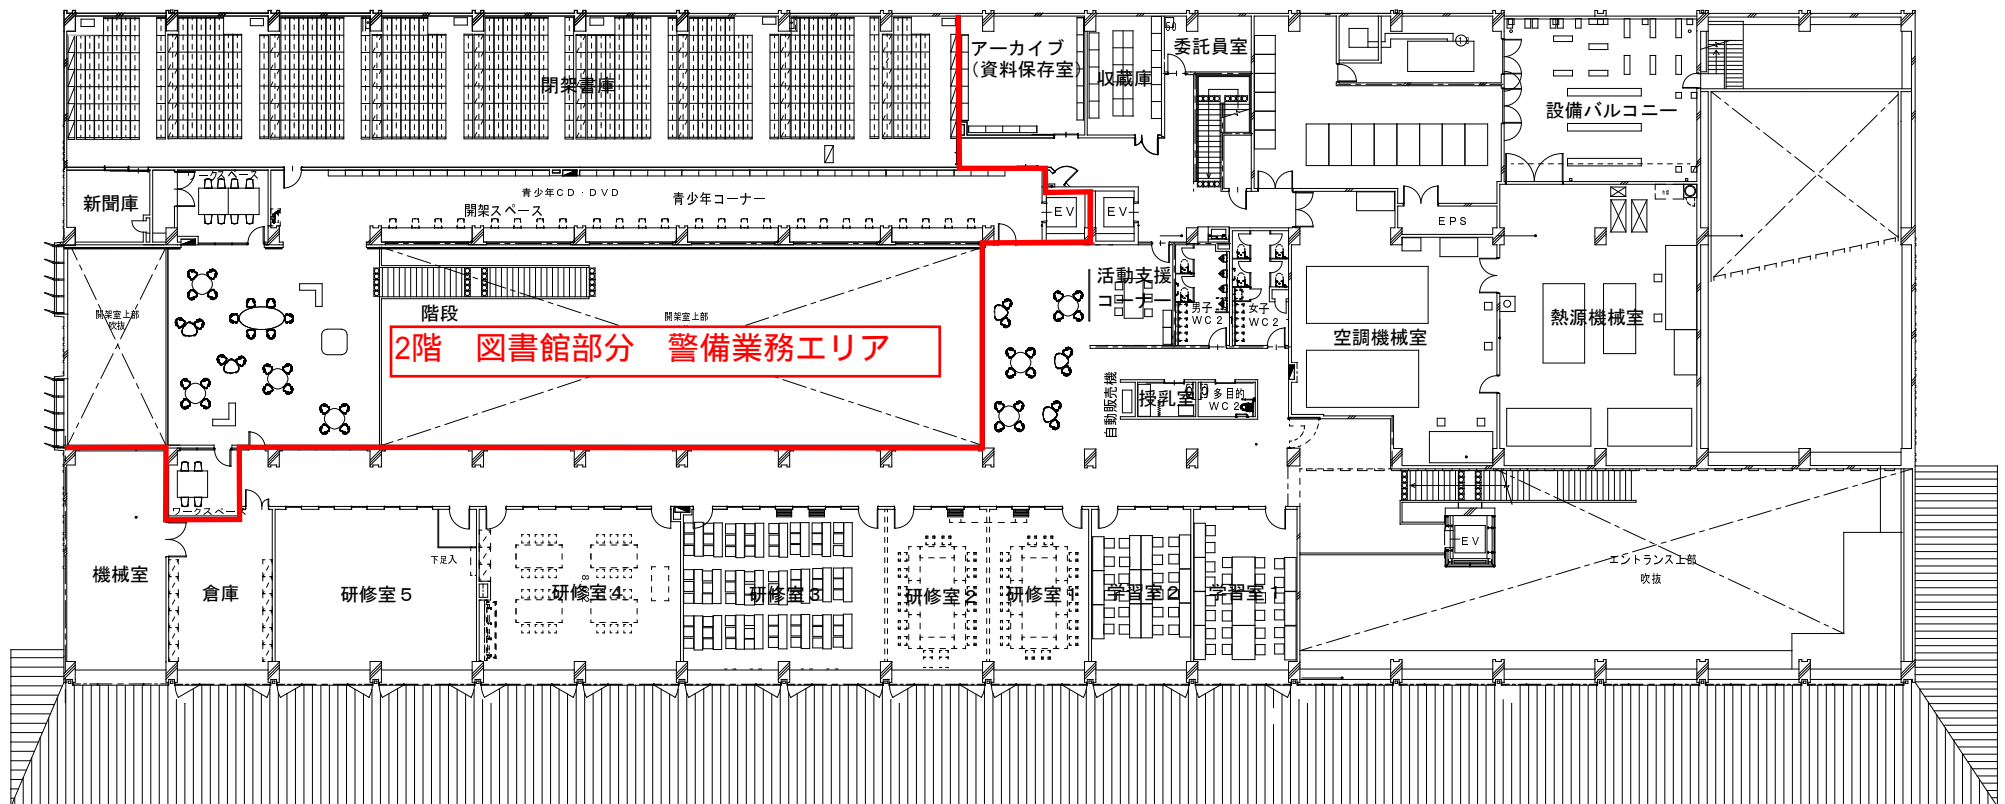 アーカイブ
(資料保存室)
委託員室
収蔵庫
閉架書庫
設備バルコニー
ワークスペース
青少年CD・DVD
青少年コーナー
新聞庫
開架スペース
EV
EV
EPS
活動支援
コーナー
男子
WC2
女子
WC2
開架室上部
吹抜
階段
開架室上部
2階 図書館部分 警備業務エリア
空調機械室
熱源機械室
自動販売機
授乳室
多目的
WC2
ワークスペース
下足入
EV
エントランス上部
吹抜
機械室
倉庫
研修室5
研修室4
研修室3
研修室2
研修室1
学習室2
学習室1